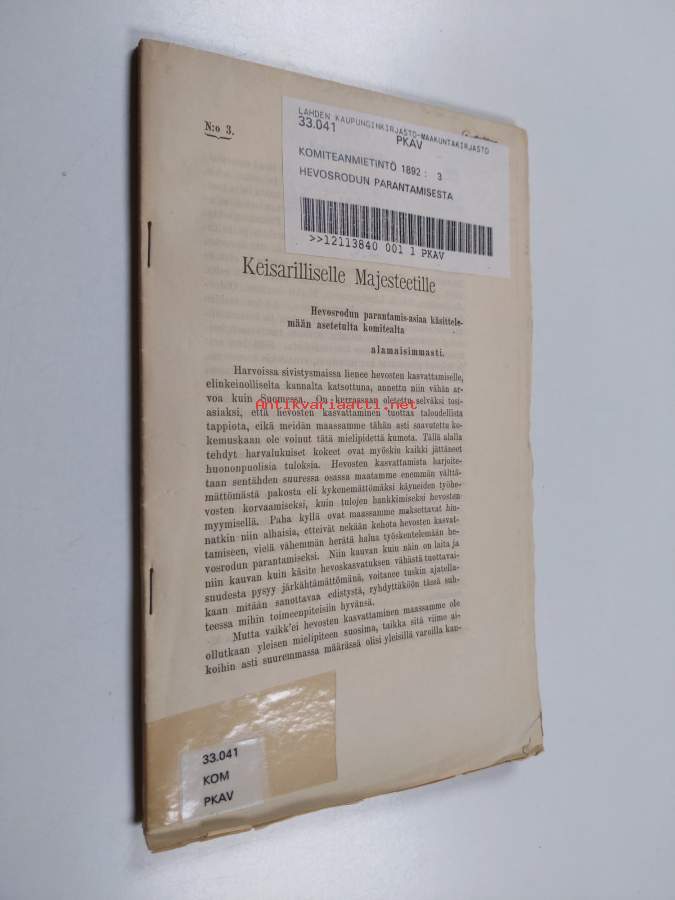 N:o 3.
LAHDEN KAUPUNGINKIRJASTO-MAAKUNTAKIRJASTO
33.041
PKAV
KOMITEANMIETINTÖ 1892 : 3
HEVOSRODUN PARANTAMISESTA
>>12113840 001 1 PKAV
Keisarilliselle Majesteetille
Hevosrodun parantamis-asiaa käsittele-
mään asetetulta komitealta
alamaisimmasti.
Harvoissa sivistysmaissa lienee hevosten kasvattamiselle,
elinkeinolliselta kannalta katsottuna, annettu niin vähän ar-
voa kuin Suomessa. On kerrassaan oletettu selväksi tosi-
asiaksi, että hevosten kasvattaminen tuottaa taloudellista
tappiota, eikä meidän maassamme tähän asti saavutettu ko-
kemuskaan ole voinut tätä mielipidettä kumota. Tällä alalla
tehdyt harvalukuiset kokeet ovat myöskin kaikki jättäneet
huononpuolisia tuloksia. Hevosten kasvattamista harjoite-
taan sentähden suuressa osassa maatamme enemmän välttä-
mättömästä pakosta eli kykenemättömäksi käyneiden työhe-
vosten korvaamiseksi, kuin tulojen hankkimiseksi hevosten
myymisellä. Paha kyllä ovat maassamme maksettavat hin-
natkin niin alhaisia, etteivät nekään kehota hevosten kasvat-
tamiseen, vielä vähemmän herätä halua työskentelemään he-
vosrodun parantamiseksi. Niin kauvan kuin näin on laita ja
niin kauvan kuin käsite hevoskasvatuksen vähästä tuottavai-
suudesta pysyy järkähtämättömänä, voitanee tuskin ajatella-
kaan mitään sanottavaa edistystä, ryhdyttäköön tässä suh-
teessa mihin toimeenpiteisiin hyvänsä.
Mutta vaikk'ei hevosten kasvattaminen maassamme ole
ollutkaan yleisen mielipiteen suosima, taikka sitä viime ai-
koihin asti suuremmassa määrässä olisi yleisillä varoilla kan-
Antikvariaatti.net
33.041
KOM
PKAV